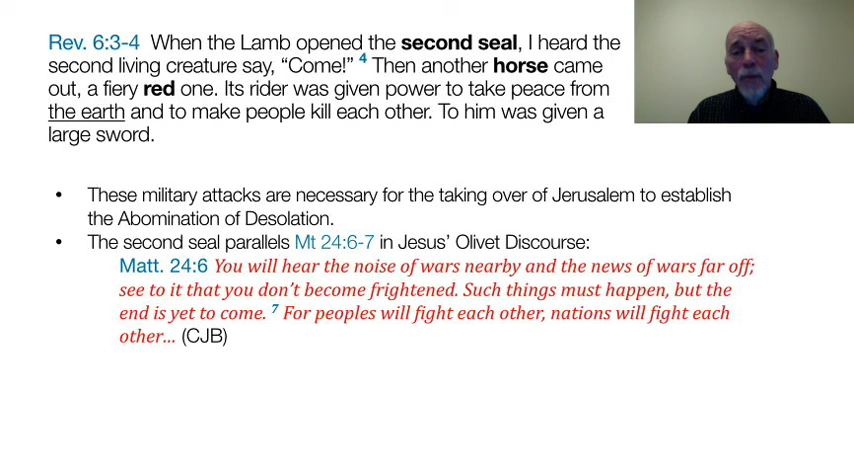 Rev. 6:3-4 When the Lamb opened the second seal, I heard the
second living creature say, “Come!” 4 Then another horse came
out, a fiery red one. Its rider was given power to take peace from
the earth and to make people kill each other. To him was given a
large sword.
• These military attacks are necessary for the taking over of Jerusalem to establish
the Abomination of Desolation.
• The second seal parallels Mt 24:6-7 in Jesus’ Olivet Discourse:
Matt. 24:6 You will hear the noise of wars nearby and the news of wars far off;
see to it that you don’t become frightened. Such things must happen, but the
end is yet to come. 7 For peoples will fight each other, nations will fight each
other... (CJB)